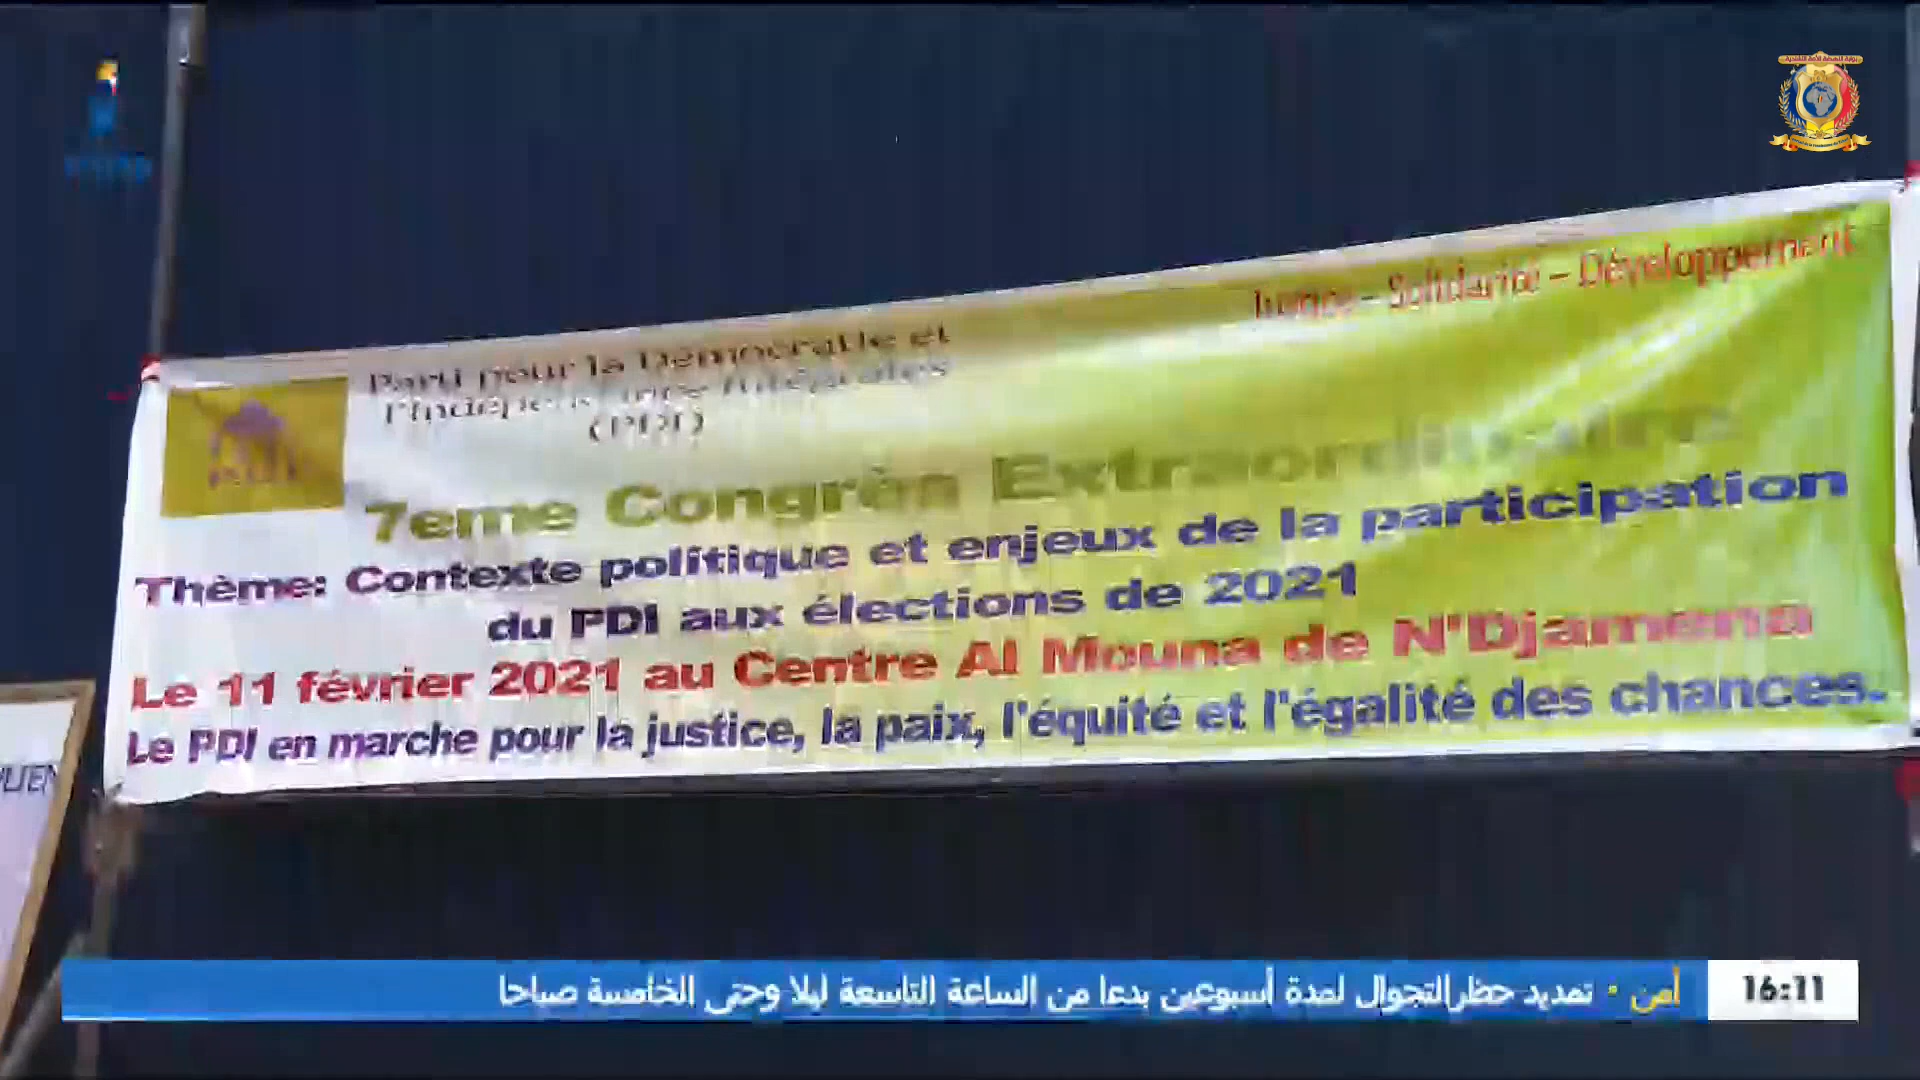 Solidarité – Développement
Parti pour la Démocratie et
(PDI)
PDI
7eme Congrès Extraordinaire
Thème: Contexte politique et enjeux de la participation
du PDI aux élections de 2021
Le 11 février 2021 au Centre Al Mouna de N'Djamena
Le PDI en marche pour la justice, la paix, l'équité et l'égalité des chances.
أمن • تمديد حظرالتجوال لمدة أسبوعين بدءا من الساعة التاسعة ليلا وحتى الخامسة صباحا
16:11